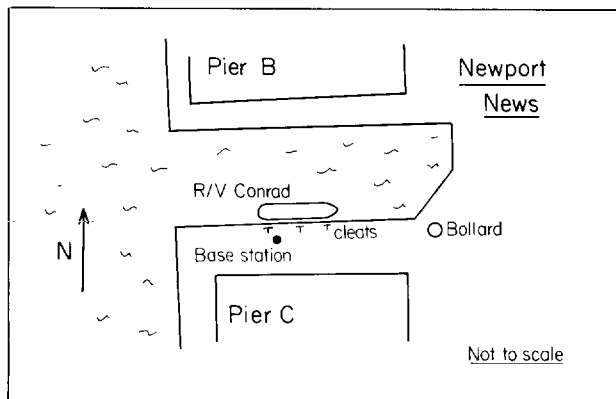 Pier B
Newport
News
R/V Conrad
cleats
Bollard
Base station
N
Pier C
Not to scale